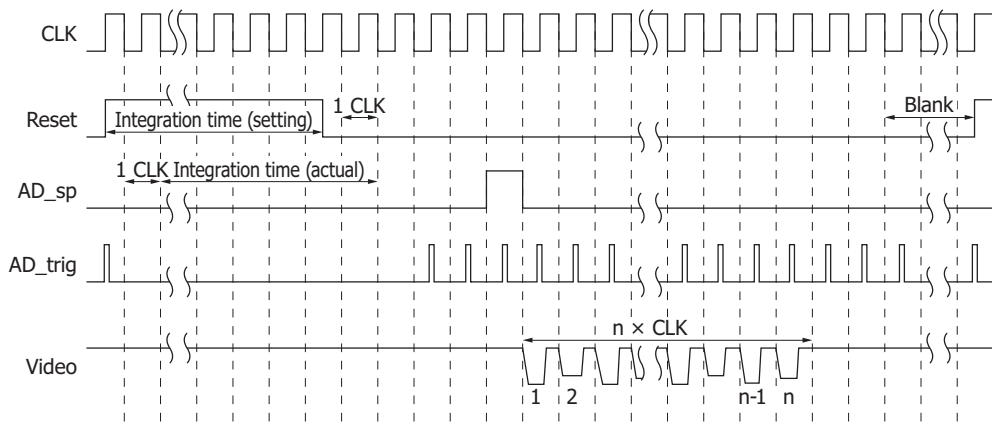 CLK
Reset
Integration time (setting)
1 CLK
Blank
1 CLK
Integration time (actual)
AD_sp
AD_trig
n × CLK
Video
1
2
n-1
n